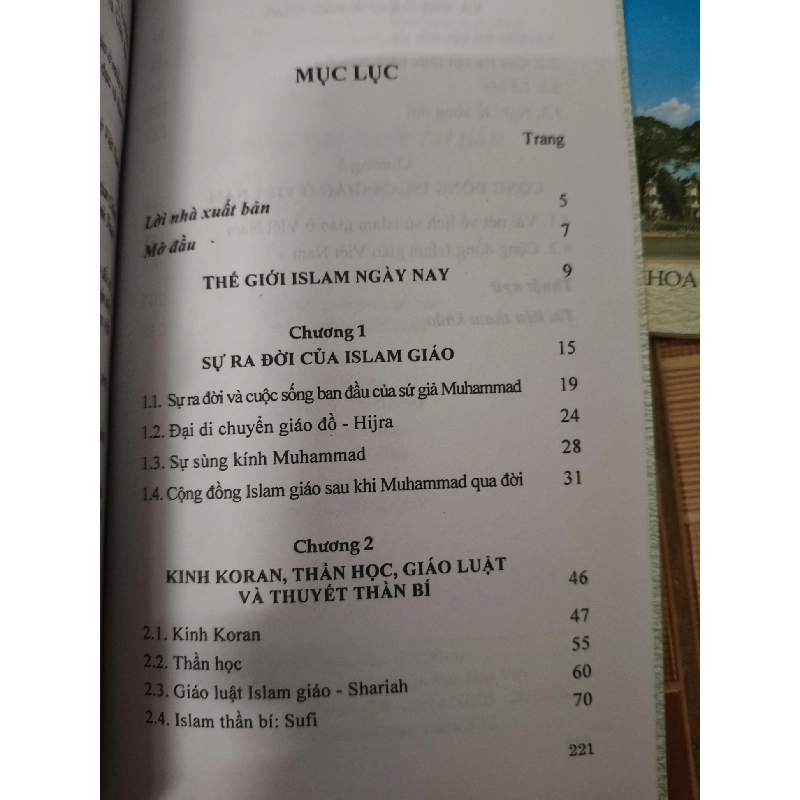 MỤC LỤC
Trang
Lời nhà xuất bản 5
Mở đầu 7
THẾ GIỚI ISLAM NGÀY NAY 9
Chương 1
SỰ RA ĐỜI CỦA ISLAM GIÁO 15
1.1. Sự ra đời và cuộc sống ban đầu của sứ giả Muhammad 19
1.2. Đại di chuyển giáo đồ - Hijra 24
1.3. Sự sùng kính Muhammad 28
1.4. Cộng đồng Islam giáo sau khi Muhammad qua đời 31
Chương 2
KINH KORAN, THẦN HỌC, GIÁO LUẬT
VÀ THUYẾT THẦN BÍ 46
2.1. Kinh Koran 47
2.2. Thần học 55
2.3. Giáo luật Islam giáo - Shariah 60
2.4. Islam thần bí: Sufi 70
221
HOA